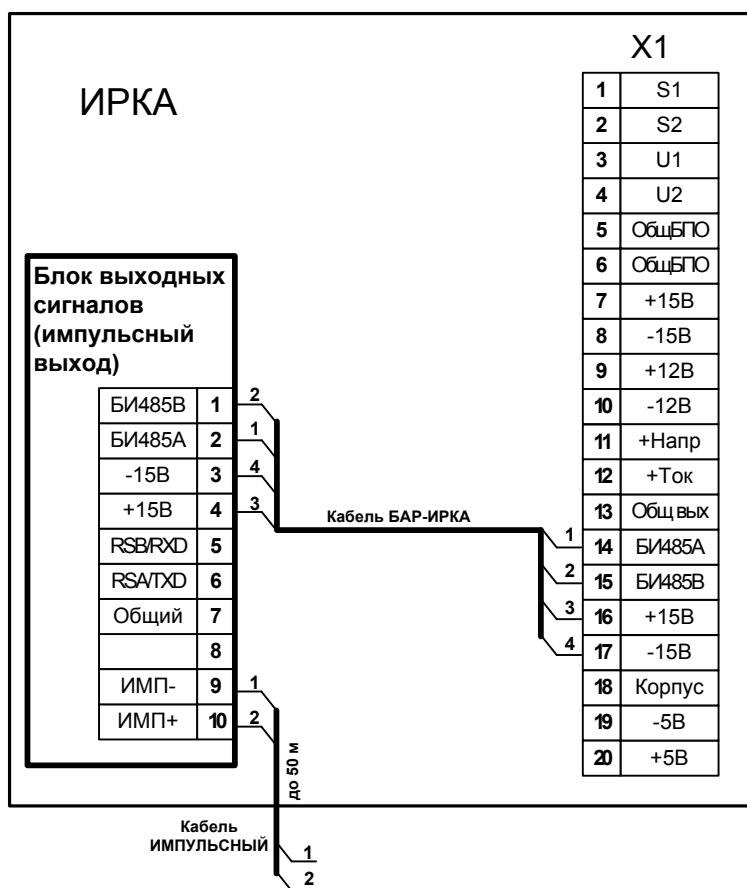 ИРКА
X1
1 S1
2 S2
3 U1
4 U2
5 ОбщБПО
6 ОбщБПО
7 +15В
8 -15В
9 +12В
10 -12В
11 +Напр
12 +Ток
13 Общ вых
14 БИ485А
15 БИ485В
16 +15В
17 -15В
18 Корпус
19 -5В
20 +5В
Блок выходных
сигналов
(импульсный
выход)
БИ485В 1 2
БИ485А 2 1
-15В 3 4
+15В 4 3
RSB/RXD 5
RSA/TXD 6
Общий 7
8
ИМП- 9 1
ИМП+ 10 2
Кабель БАР-ИРКА
1
2
3
4
до 50 м
Кабель
ИМПУЛЬСНЫЙ
1
2